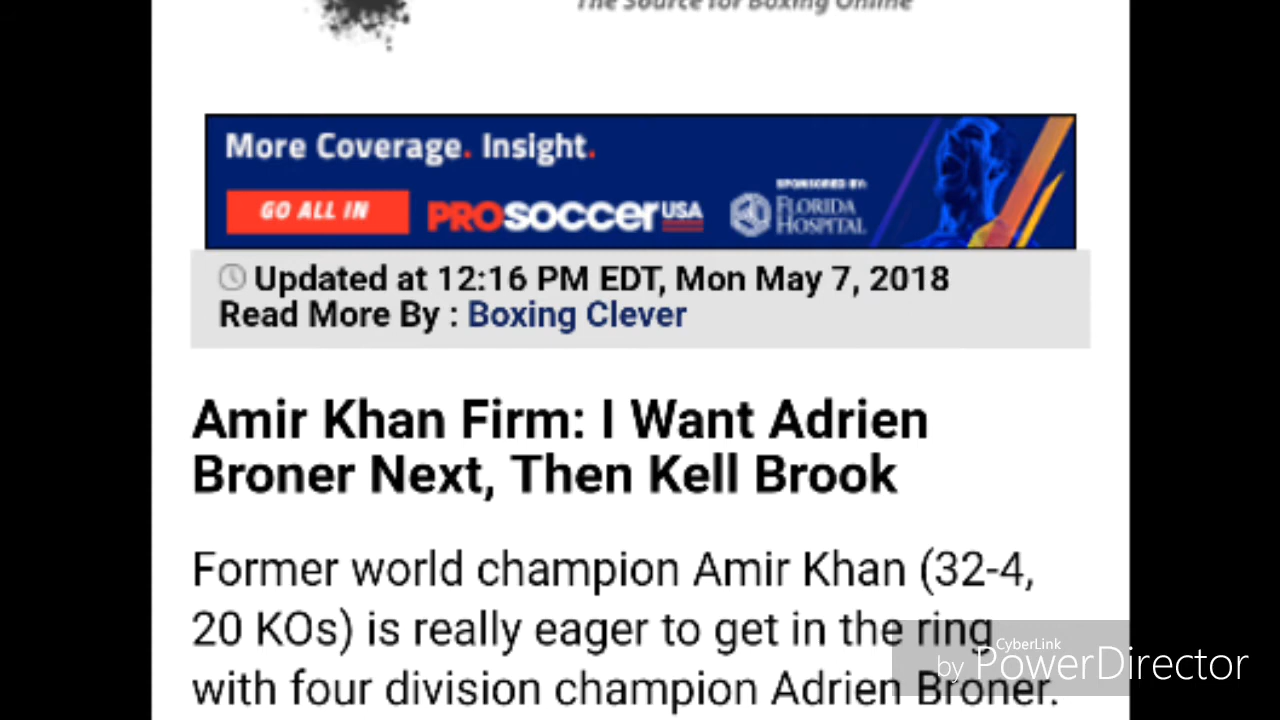 The Source for Boxing Online
More Coverage. Insight.
GO ALL IN PROSOCCER USA SPONSORED BY: FLORIDA HOSPITAL
Updated at 12:16 PM EDT, Mon May 7, 2018
Read More By : Boxing Clever
Amir Khan Firm: I Want Adrien
Broner Next, Then Kell Brook
Former world champion Amir Khan (32-4,
20 KOs) is really eager to get in the ring
with four division champion Adrien Broner.
CyberLink
by PowerDirector